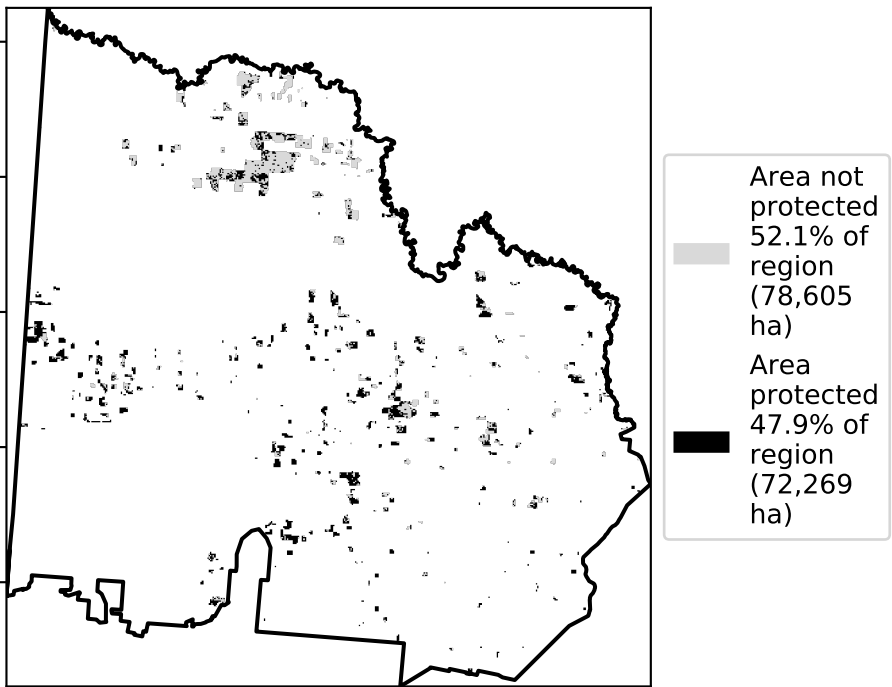 Area not
protected
52.1% of
region
(78,605
ha)
Area
protected
47.9% of
region
(72,269
ha)